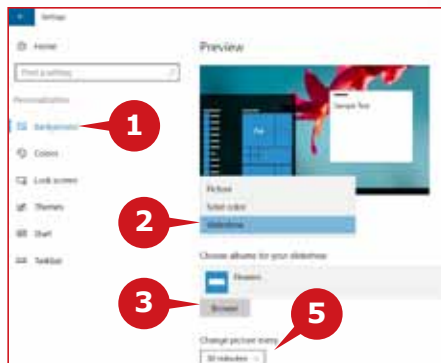 Settings
Home
Find a setting
Personalization
Background
Colors
Lock screen
Themes
Start
Taskbar
Preview
Sample Text
Aa
Picture
Solid color
Slideshow
Choose albums for your slideshow
Flowers
Browse
Change picture every
30 minutes
1
2
3
5